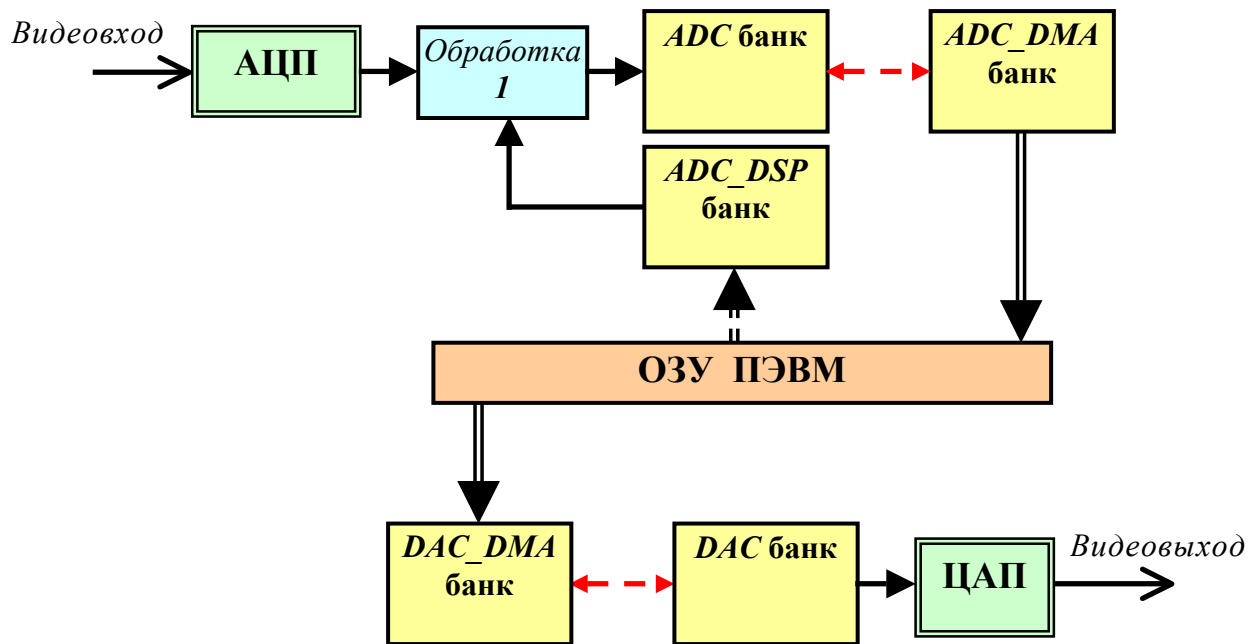 Видеовход
АЦП
Обработка
1
ADC банк
ADC_DMA
банк
ADC_DSP
банк
ОЗУ ПЭВМ
DAC_DMA
банк
DAC банк
ЦАП
Видеовыход